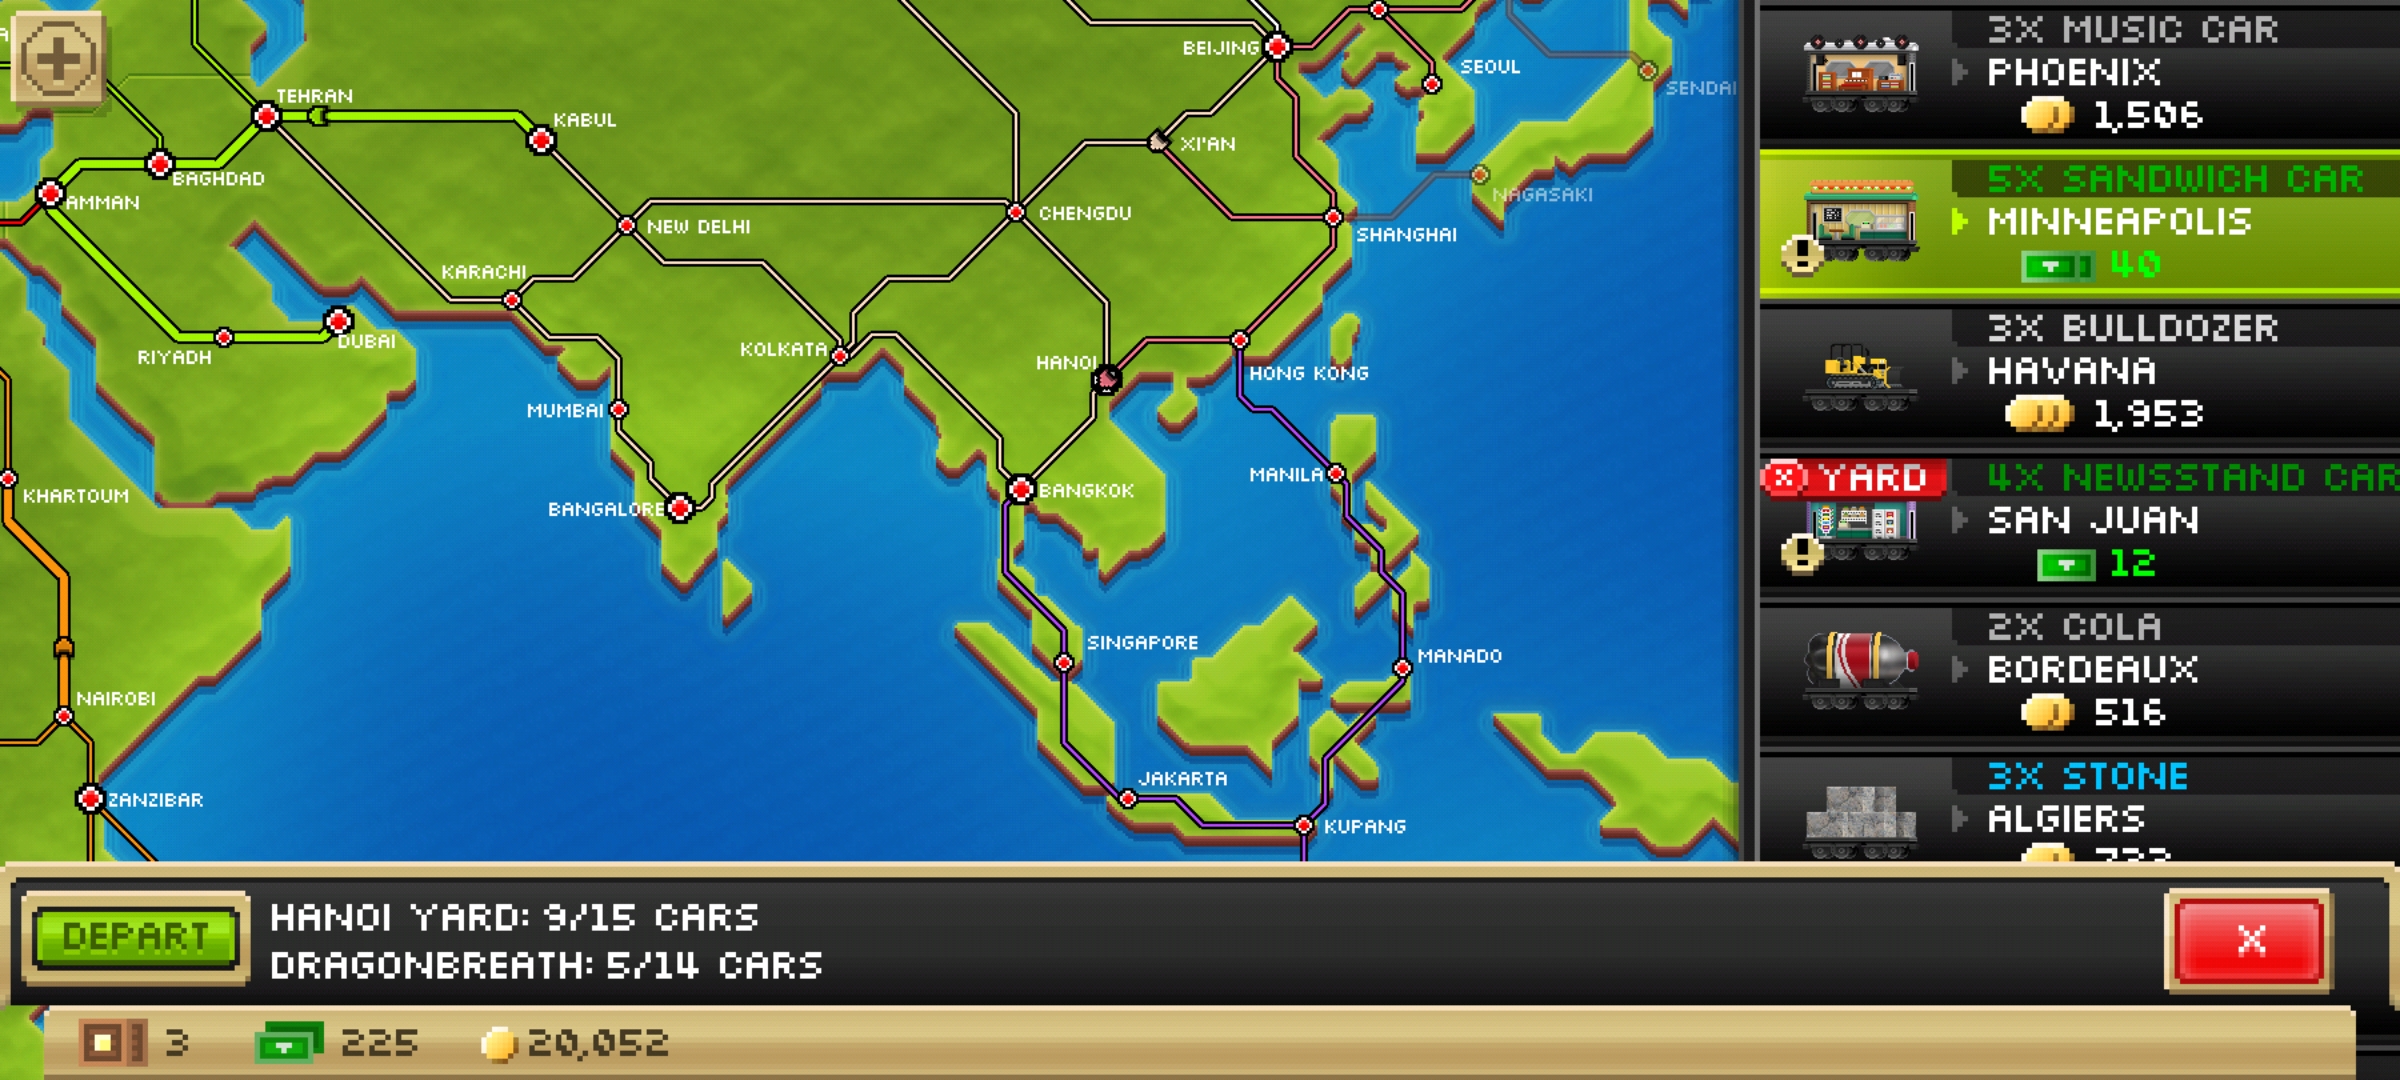 BEIJING
SEOUL
SENDAI
TEHRAN
KABUL
XI'AN
BAGHDAD
AMMAN
NAGASAKI
NEW DELHI
CHENGDU
SHANGHAI
KARACHI
DUBAI
RIYADH
KOLKATA
HANOI
HONG KONG
MUMBAI
MANILA
KHARTOUM
BANGALORE
BANGKOK
SINGAPORE
MANADO
NAIROBI
JAKARTA
ZANZIBAR
KUPANG
3X MUSIC CAR
PHOENIX
1,506
5X SANDWICH CAR
MINNEAPOLIS
40
3X BULLDOZER
HAVANA
1,953
YARD
4X NEWSSTAND CAR
SAN JUAN
12
2X COLA
BORDEAUX
516
3X STONE
ALGIERS
DEPART
HANOI YARD: 9/15 CARS
DRAGONBREATH: 5/14 CARS
X
3
225
20,052